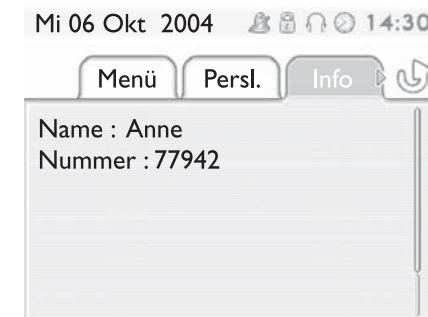 Mi 06 Okt 2004 14:30
Menü Persl. Info
Name : Anne
Nummer : 77942